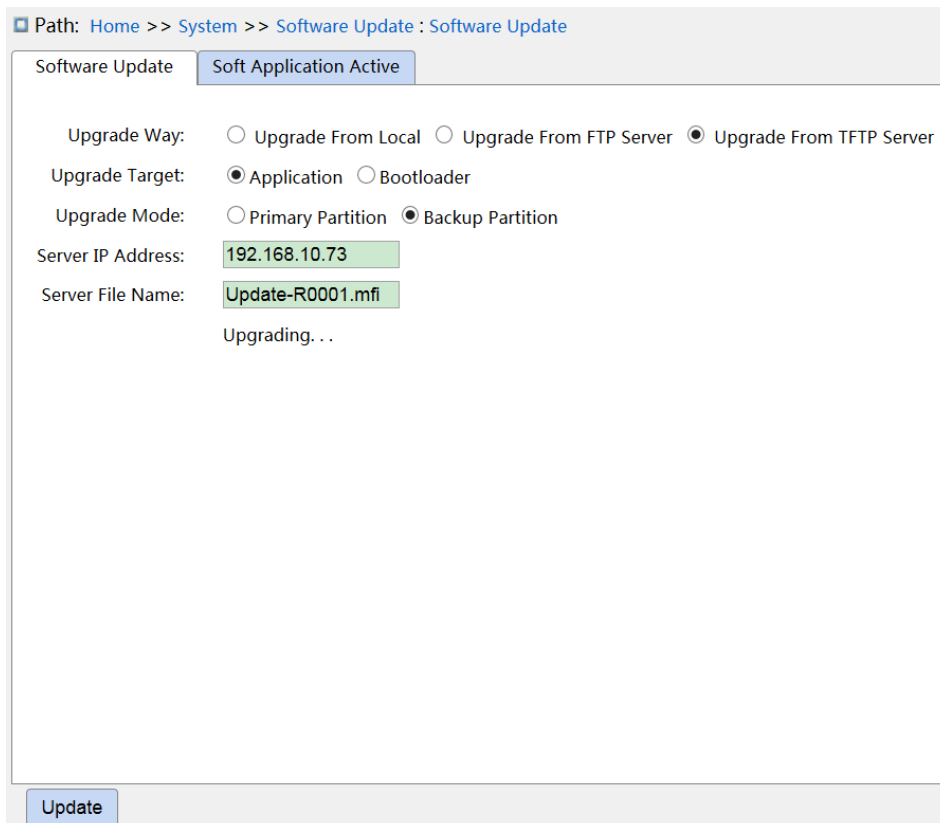 Path: Home >> System >> Software Update : Software Update
Software Update Soft Application Active
Upgrade Way: Upgrade From Local Upgrade From FTP Server Upgrade From TFTP Server
Upgrade Target: Application Bootloader
Upgrade Mode: Primary Partition Backup Partition
Server IP Address: 192.168.10.73
Server File Name: Update-R0001.mfi
Upgrading. . .
Update